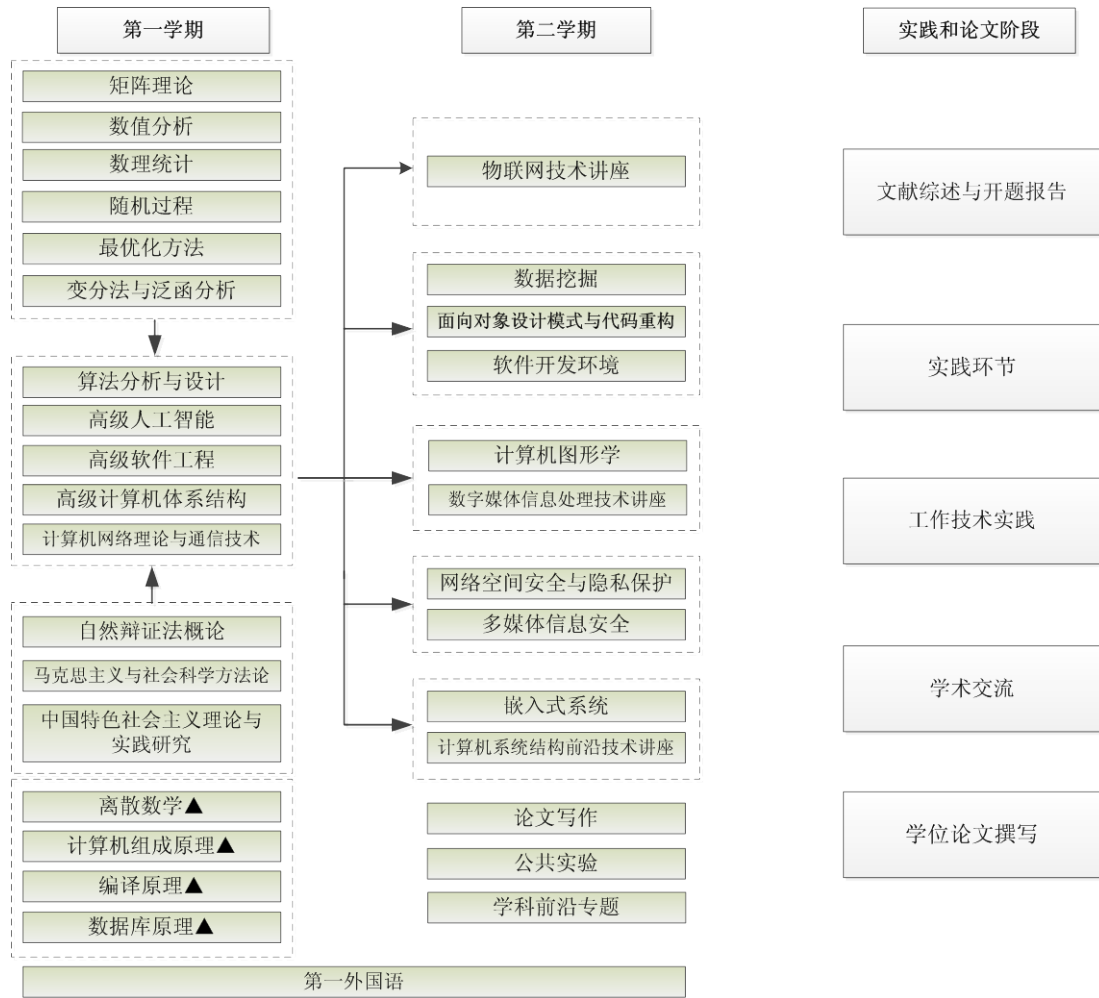 第一学期
第二学期
实践和论文阶段
矩阵理论
数值分析
数理统计
随机过程
最优化方法
变分法与泛函分析
算法分析与设计
高级人工智能
高级软件工程
高级计算机体系结构
计算机网络理论与通信技术
自然辩证法概论
马克思主义与社会科学方法论
中国特色社会主义理论与
实践研究
离散数学▲
计算机组成原理▲
编译原理▲
数据库原理▲
物联网技术讲座
数据挖掘
面向对象设计模式与代码重构
软件开发环境
计算机图形学
数字媒体信息处理技术讲座
网络空间安全与隐私保护
多媒体信息安全
嵌入式系统
计算机系统结构前沿技术讲座
论文写作
公共实验
学科前沿专题
第一外国语
文献综述与开题报告
实践环节
工作技术实践
学术交流
学位论文撰写